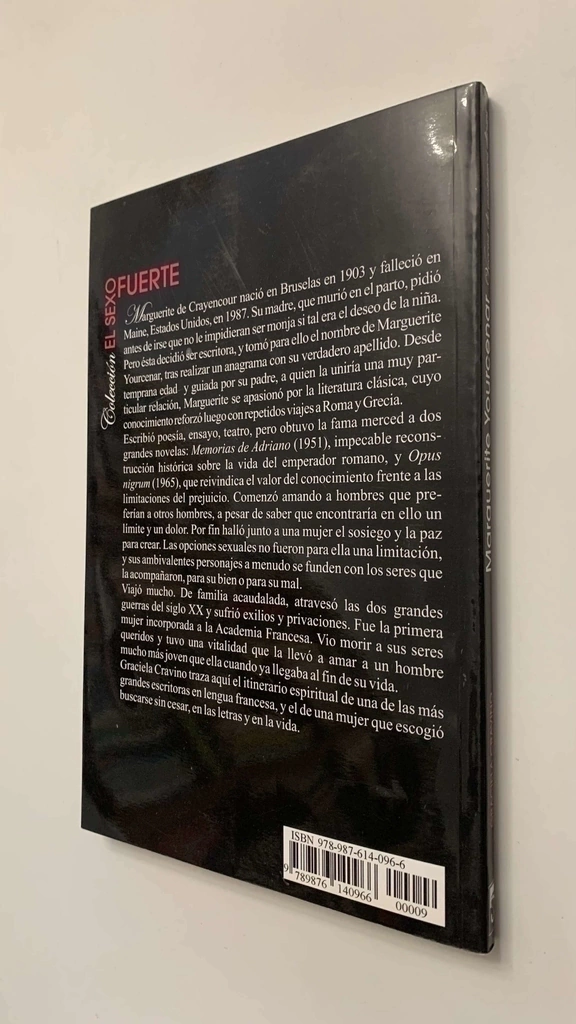 Colección EL SEXO
FUERTE
Marguerite de Crayencour nació en Bruselas en 1903 y falleció en
Maine, Estados Unidos, en 1987. Su madre, que murió en el parto, pidió
antes de irse que no le impidieran ser monja si tal era el deseo de la niña.
Pero ésta decidió ser escritora, y tomó para ello el nombre de Marguerite
Yourcenar, tras realizar un anagrama con su verdadero apellido. Desde
temprana edad y guiada por su padre, a quien la uniría una muy par-
ticular relación, Marguerite se apasionó por la literatura clásica, cuyo
conocimiento reforzó luego con repetidos viajes a Roma y Grecia.
Escribió poesía, ensayo, teatro, pero obtuvo la fama merced a dos
grandes novelas: Memorias de Adriano (1951), impecable recons-
trucción histórica sobre la vida del emperador romano, y Opus
nigrum (1965), que reivindica el valor del conocimiento frente a las
limitaciones del prejuicio. Comenzó amando a hombres que pre-
ferían a otros hombres, a pesar de saber que encontraría en ello un
límite y un dolor. Por fin halló junto a una mujer el sosiego y la paz
para crear. Las opciones sexuales no fueron para ella una limitación,
y sus ambivalentes personajes a menudo se funden con los seres que
la acompañaron, para su bien o para su mal.
Viajó mucho. De familia acaudalada, atravesó las dos grandes
guerras del siglo XX y sufrió exilios y privaciones. Fue la primera
mujer incorporada a la Academia Francesa. Vio morir a sus seres
queridos y tuvo una vitalidad que la llevó a amar a un hombre
mucho más joven que ella cuando ya llegaba al fin de su vida.
Graciela Cravino traza aquí el itinerario espiritual de una de las más
grandes escritoras en lengua francesa, y el de una mujer que escogió
buscarse sin cesar, en las letras y en la vida.
ISBN 978-987-614-096-6
9 789876 140966
00009
Marguerite Yourcenar